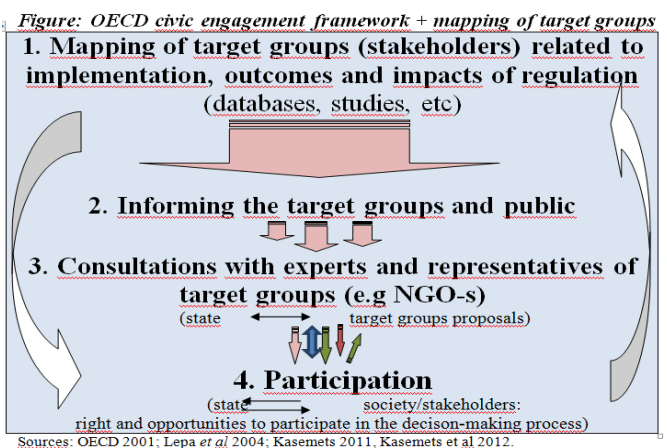 Figure: OECD civic engagement framework + mapping of target groups
1. Mapping of target groups (stakeholders) related to
implementation, outcomes and impacts of regulation
(databases, studies, etc)
2. Informing the target groups and public
3. Consultations with experts and representatives of
target groups (e.g NGO-s)
(state target groups proposals)
4. Participation
(state society/stakeholders:
right and opportunities to participate in the decison-making process)
Sources: OECD 2001; Lepa et al 2004; Kasemets 2011, Kasemets et al 2012.